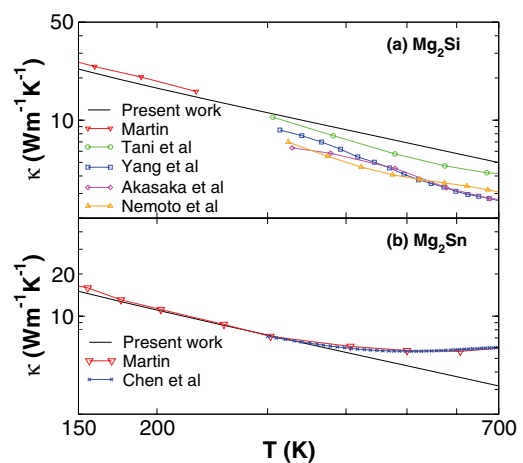 50
(a) Mg₂Si
κ (Wm⁻¹K⁻¹)
10
Present work
Martin
Tani et al
Yang et al
Akasaka et al
Nemoto et al
(b) Mg₂Sn
κ (Wm⁻¹K⁻¹)
20
10
Present work
Martin
Chen et al
150 200 700
T (K)